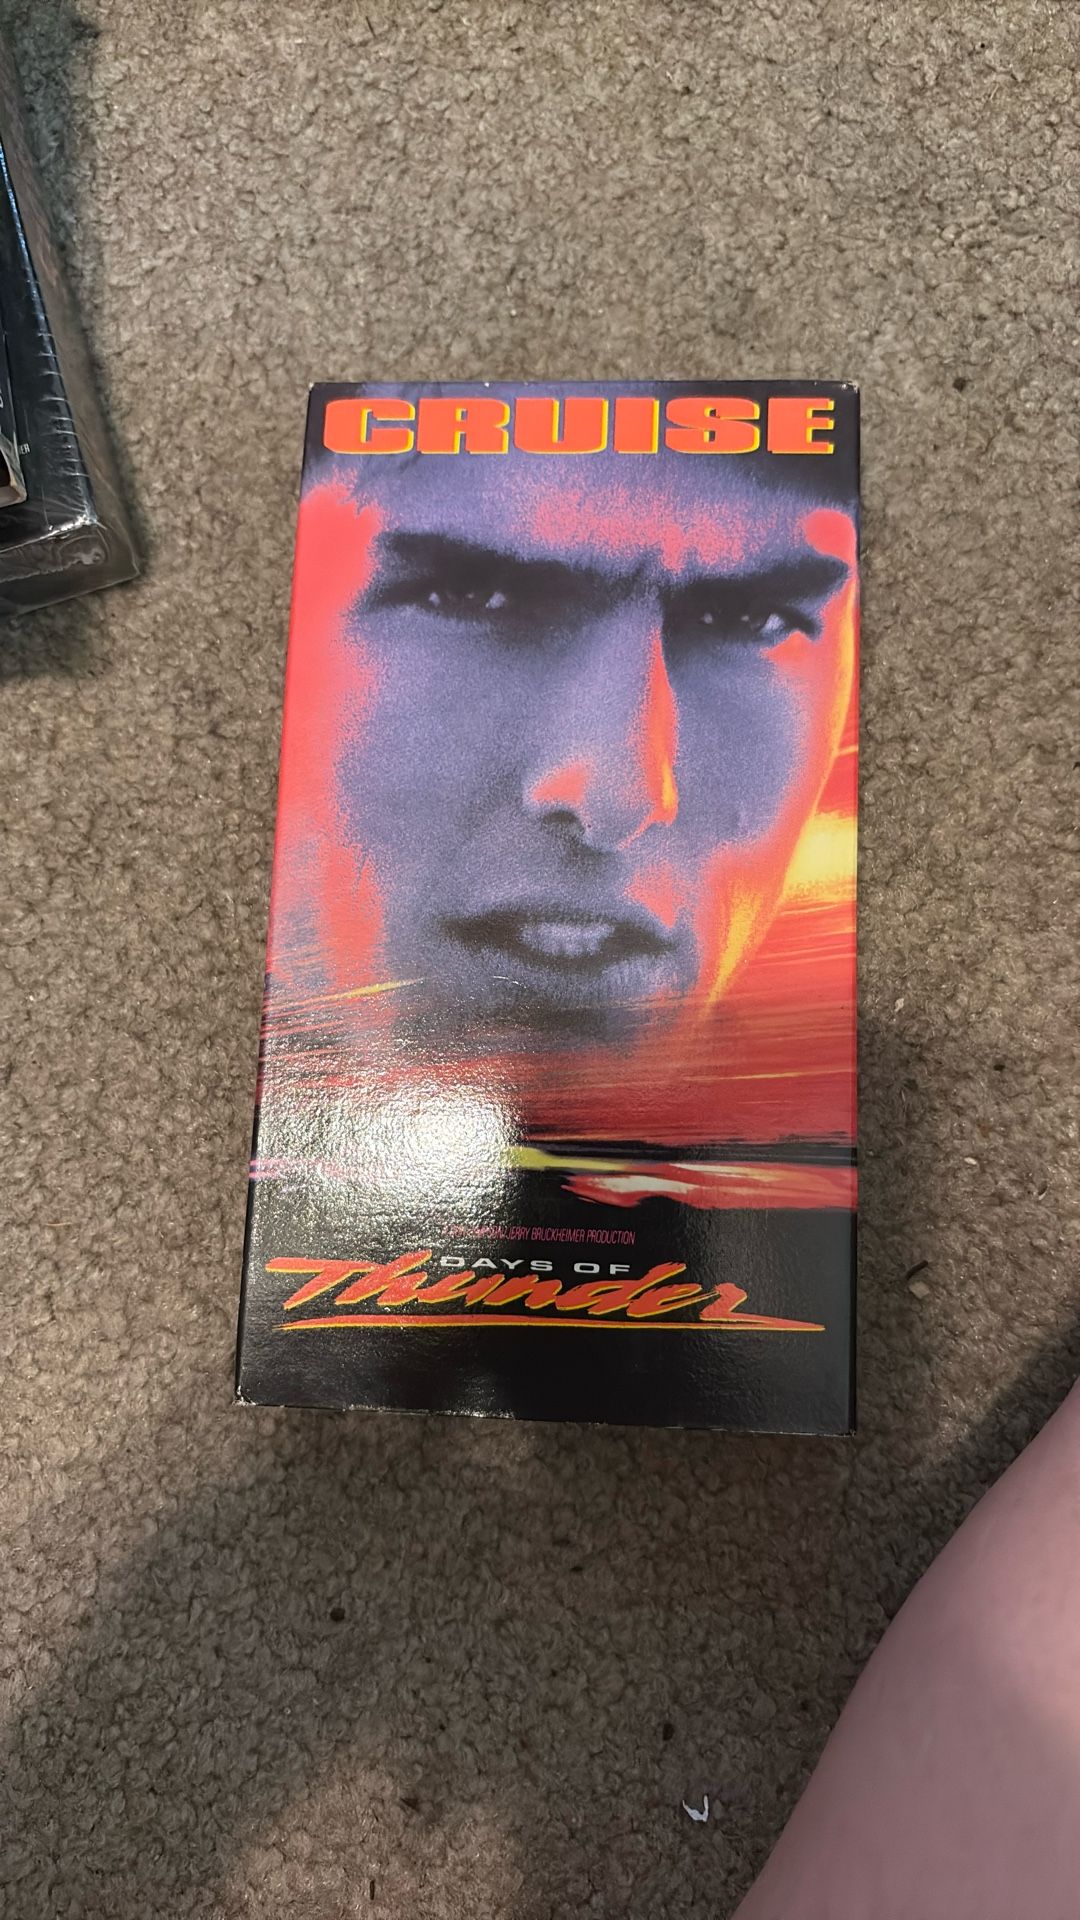 CRUISE
JERRY BRUCKHEIMER PRODUCTION
DAYS OF
Thunder